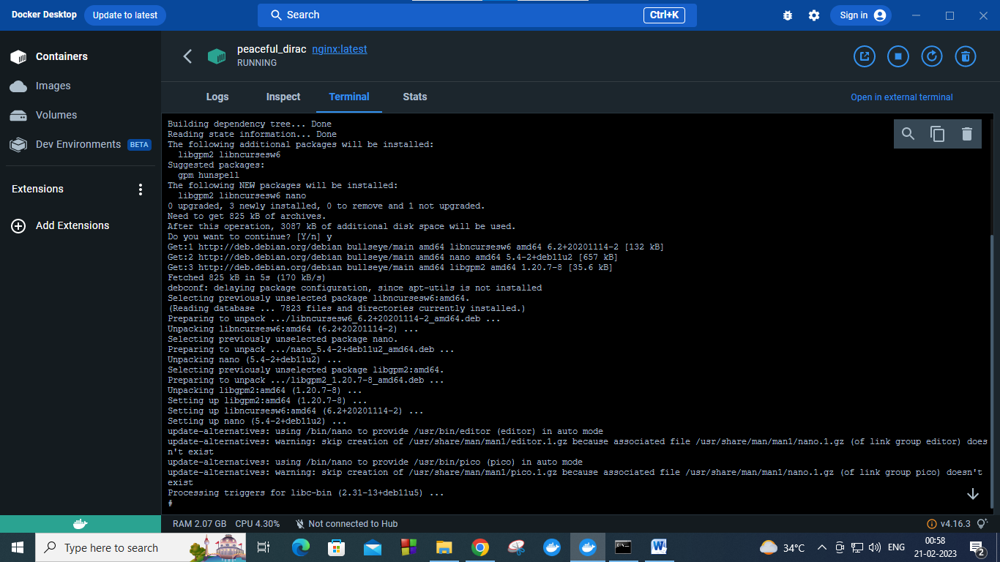 Docker Desktop Update to latest Search Ctrl+K Sign in
Containers
Images
Volumes
Dev Environments BETA
Extensions
Add Extensions
peaceful_dirac nginx:latest
RUNNING
Logs Inspect Terminal Stats Open in external terminal
Building dependency tree... Done
Reading state information... Done
The following additional packages will be installed:
  libgpm2 libncursesw6
Suggested packages:
  gpm hunspell
The following NEW packages will be installed:
  libgpm2 libncursesw6 nano
0 upgraded, 3 newly installed, 0 to remove and 1 not upgraded.
Need to get 825 kB of archives.
After this operation, 3087 kB of additional disk space will be used.
Do you want to continue? [Y/n] y
Get:1 http://deb.debian.org/debian bullseye/main amd64 libncursesw6 amd64 6.2+20201114-2 [132 kB]
Get:2 http://deb.debian.org/debian bullseye/main amd64 nano amd64 5.4-2+deb11u2 [657 kB]
Get:3 http://deb.debian.org/debian bullseye/main amd64 libgpm2 amd64 1.20.7-8 [35.6 kB]
Fetched 825 kB in 5s (170 kB/s)
debconf: delaying package configuration, since apt-utils is not installed
Selecting previously unselected package libncursesw6:amd64.
(Reading database ... 7823 files and directories currently installed.)
Preparing to unpack .../libncursesw6_6.2+20201114-2_amd64.deb ...
Unpacking libncursesw6:amd64 (6.2+20201114-2) ...
Selecting previously unselected package nano.
Preparing to unpack .../nano_5.4-2+deb11u2_amd64.deb ...
Unpacking nano (5.4-2+deb11u2) ...
Selecting previously unselected package libgpm2:amd64.
Preparing to unpack .../libgpm2_1.20.7-8_amd64.deb ...
Unpacking libgpm2:amd64 (1.20.7-8) ...
Setting up libgpm2:amd64 (1.20.7-8) ...
Setting up libncursesw6:amd64 (6.2+20201114-2) ...
Setting up nano (5.4-2+deb11u2) ...
update-alternatives: using /bin/nano to provide /usr/bin/editor (editor) in auto mode
update-alternatives: warning: skip creation of /usr/share/man/man1/editor.1.gz because associated file /usr/share/man/man1/nano.1.gz (of link group editor) does
n't exist
update-alternatives: using /bin/nano to provide /usr/bin/pico (pico) in auto mode
update-alternatives: warning: skip creation of /usr/share/man/man1/pico.1.gz because associated file /usr/share/man/man1/nano.1.gz (of link group pico) doesn't
exist
Processing triggers for libc-bin (2.31-13+deb11u5) ...
#
RAM 2.07 GB CPU 4.30% Not connected to Hub v4.16.3
Type here to search 34°C ENG 00:58
21-02-2023 2